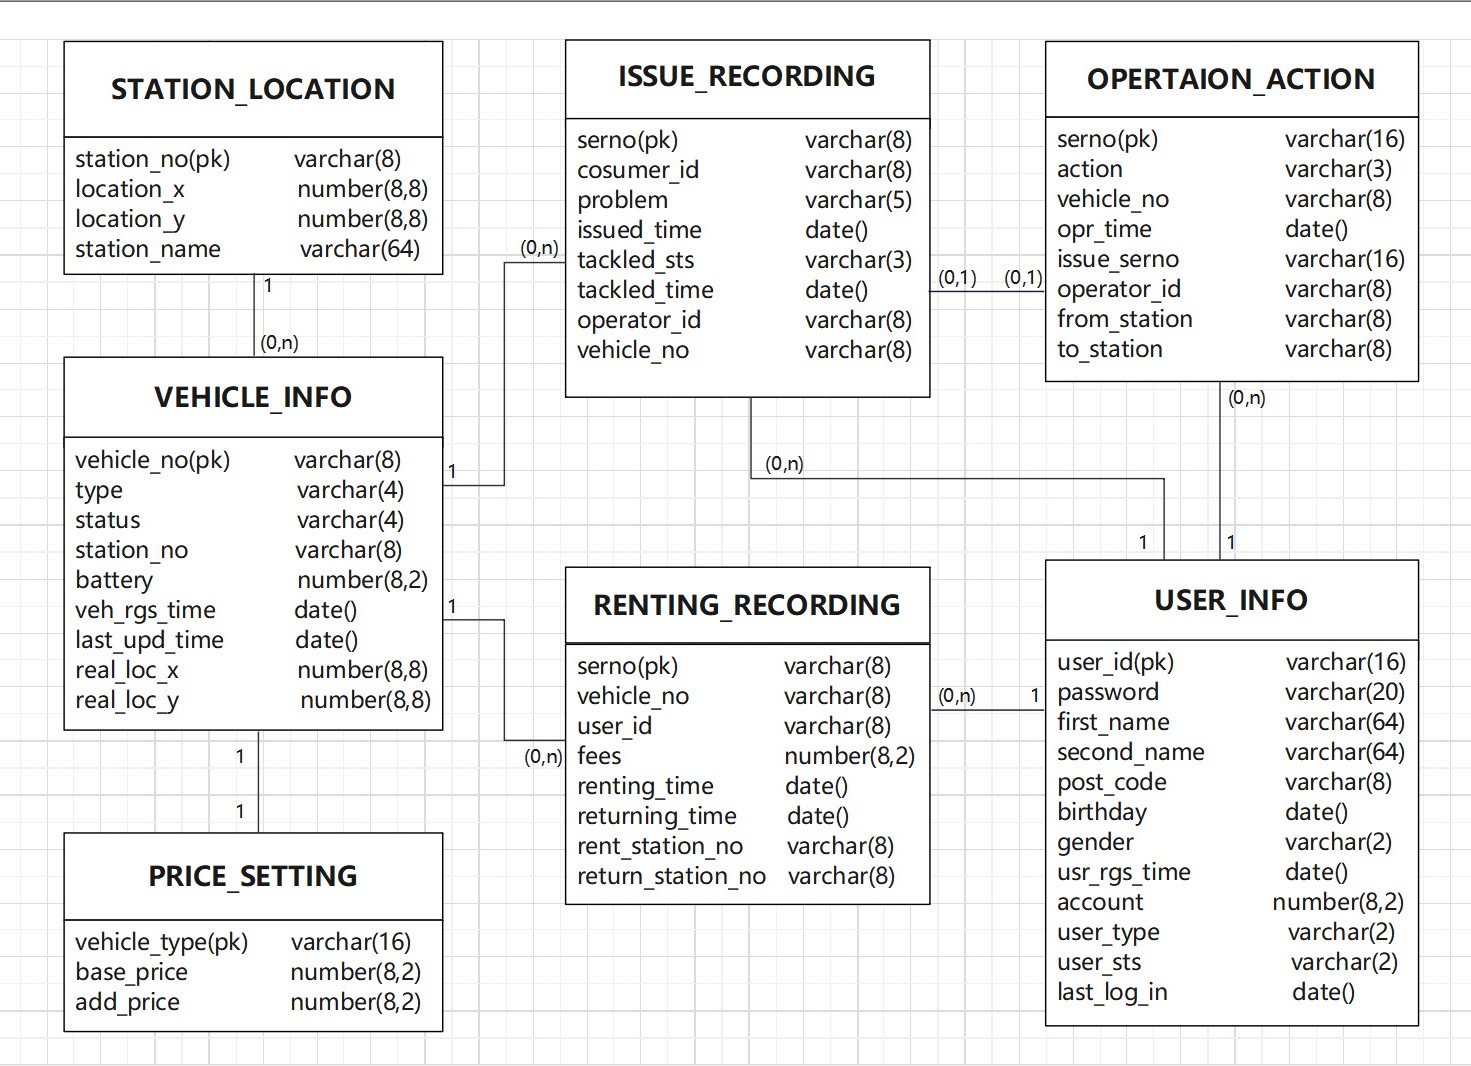 STATION_LOCATION
station_no(pk) varchar(8)
location_x number(8,8)
location_y number(8,8)
station_name varchar(64)
1
(0,n)
VEHICLE_INFO
vehicle_no(pk) varchar(8)
type varchar(4)
status varchar(4)
station_no varchar(8)
battery number(8,2)
veh_rgs_time date()
last_upd_time date()
real_loc_x number(8,8)
real_loc_y number(8,8)
1
1
PRICE_SETTING
vehicle_type(pk) varchar(16)
base_price number(8,2)
add_price number(8,2)
(0,n)
1
1
(0,n)
ISSUE_RECORDING
serno(pk) varchar(8)
cosumer_id varchar(8)
problem varchar(5)
issued_time date()
tackled_sts varchar(3)
tackled_time date()
operator_id varchar(8)
vehicle_no varchar(8)
(0,n)
1
RENTING_RECORDING
serno(pk) varchar(8)
vehicle_no varchar(8)
user_id varchar(8)
fees number(8,2)
renting_time date()
returning_time date()
rent_station_no varchar(8)
return_station_no varchar(8)
(0,1) (0,1)
(0,n) 1
OPERTAION_ACTION
serno(pk) varchar(16)
action varchar(3)
vehicle_no varchar(8)
opr_time date()
issue_serno varchar(16)
operator_id varchar(8)
from_station varchar(8)
to_station varchar(8)
(0,n)
1
USER_INFO
user_id(pk) varchar(16)
password varchar(20)
first_name varchar(64)
second_name varchar(64)
post_code varchar(8)
birthday date()
gender varchar(2)
usr_rgs_time date()
account number(8,2)
user_type varchar(2)
user_sts varchar(2)
last_log_in date()